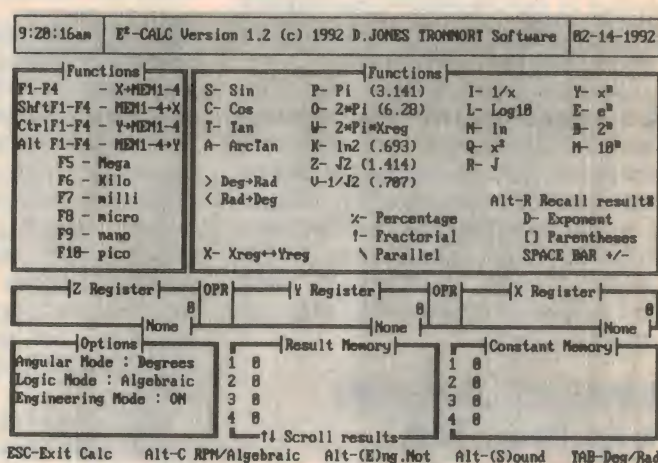 9:28:16am E²-CALC Version 1.2 (c) 1992 D.JONES TRONMORT Software 02-14-1992
Functions
F1-F4 - X→MEM1-4
ShftF1-F4 - MEM1-4→X
CtrlF1-F4 - Y→MEM1-4
Alt F1-F4 - MEM1-4→Y
F5 - Mega
F6 - Kilo
F7 - milli
F8 - micro
F9 - nano
F10- pico
Functions
S- Sin P- Pi (3.141) I- 1/x Y- xⁿ
C- Cos O- 2*Pi (6.28) L- Log10 E- eⁿ
T- Tan W- 2*Pi*Xreg N- ln B- 2ⁿ
A- ArcTan K- ln2 (.693) Q- x² M- 10ⁿ
Z- √2 (1.414) R- √
> Deg→Rad V-1/√2 (.707)
< Rad→Deg Alt-R Recall result#
%- Percentage D- Exponent
!- Fractorial [] Parentheses
X- Xreg↔Yreg \ Parallel SPACE BAR +/-
Z Register OPR Y Register OPR X Register
0 0 0
None None None
Options
Angular Mode : Degrees
Logic Mode : Algebraic
Engineering Mode : ON
Result Memory
1 0
2 0
3 0
4 0
↑↓ Scroll results
Constant Memory
1 0
2 0
3 0
4 0
ESC-Exit Calc Alt-C RPN/Algebraic Alt-(E)ng.Not Alt-(S)ound TAB-Deg/Rad